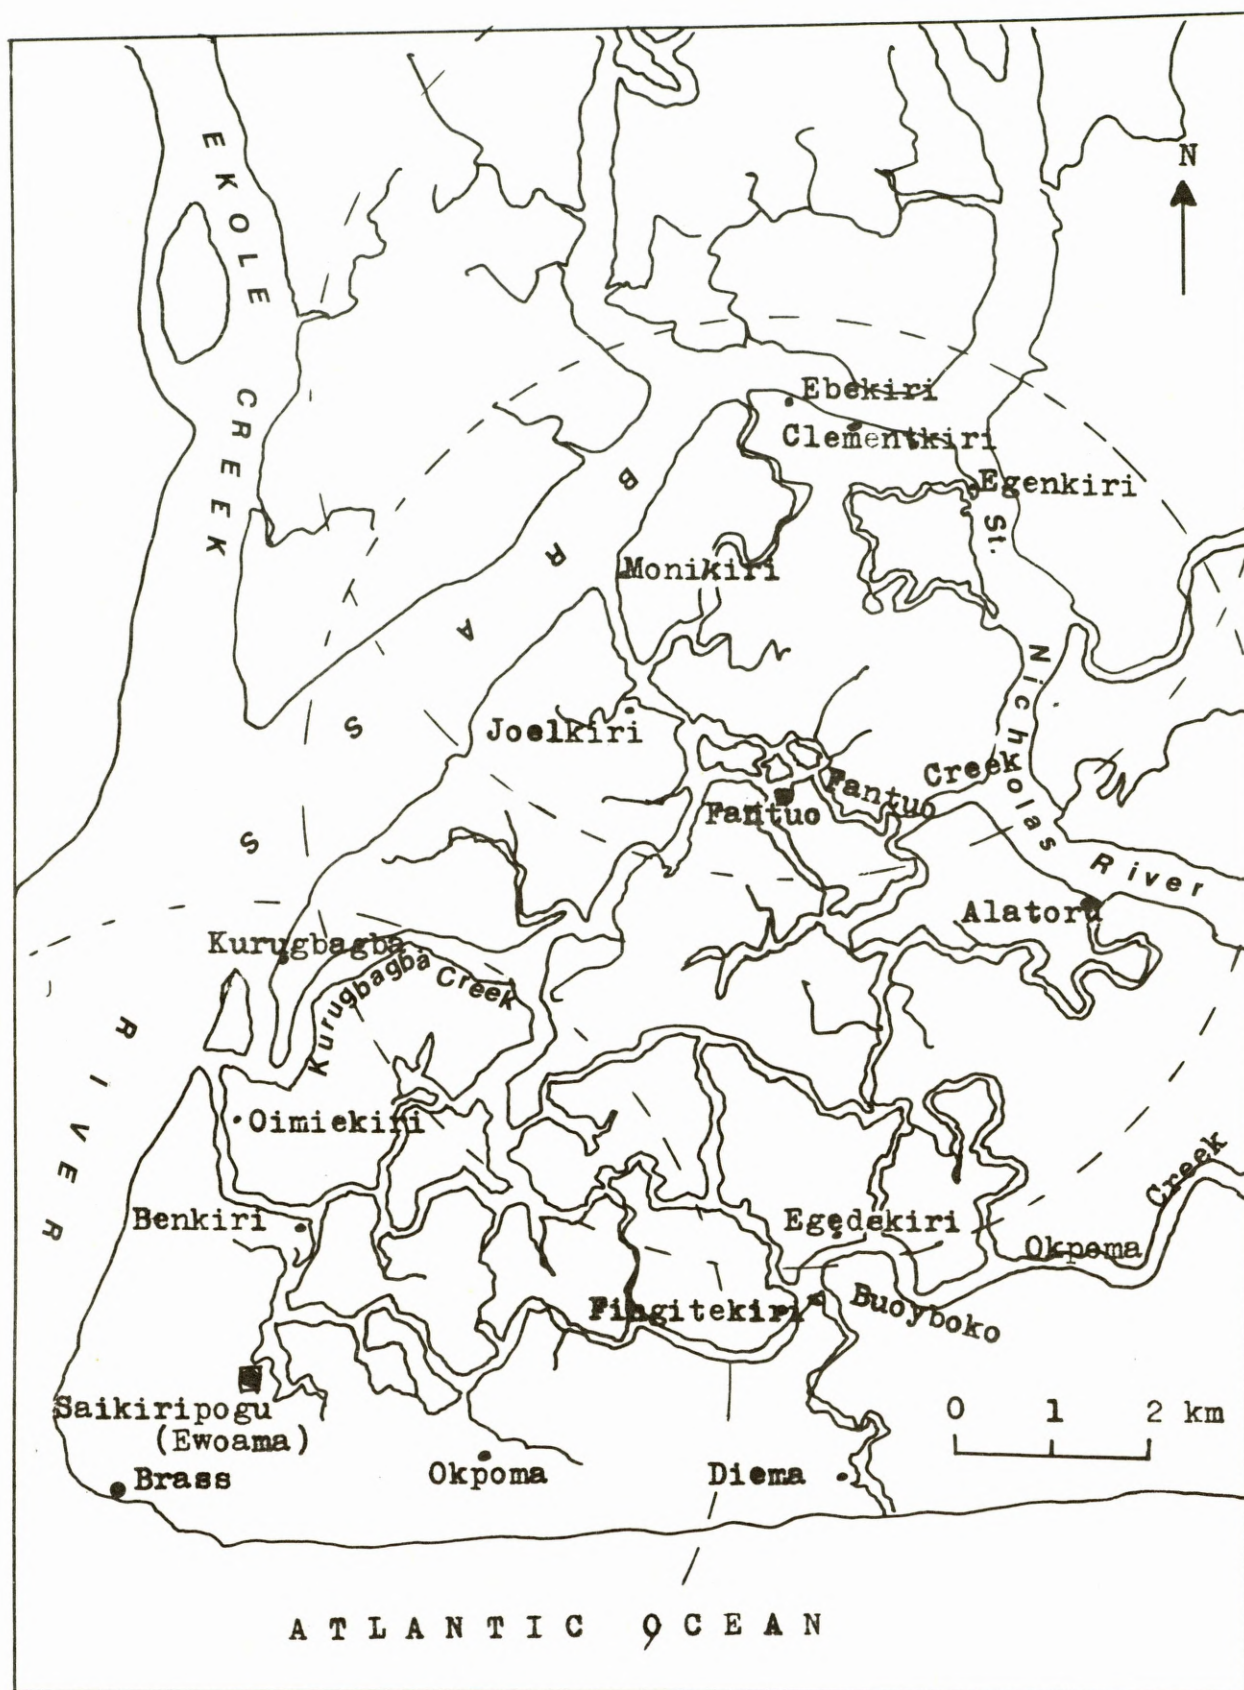 EKOLE CREEK
N
Ebekiri
Clementkiri
Egenkiri
BRASS RIVER
St. Nicholas River
Monikiri
Joelkiri
Fantuo Creek
Fantuo
Alatoru
Kurugbagba
Kurugbagba Creek
Oimiekiri
Benkiri
Egedekiri
Okpoma Creek
Fingitekiri
Buoyboko
Saikiripogu
(Ewoama)
0 1 2 km
Brass
Okpoma
Diema
ATLANTIC OCEAN